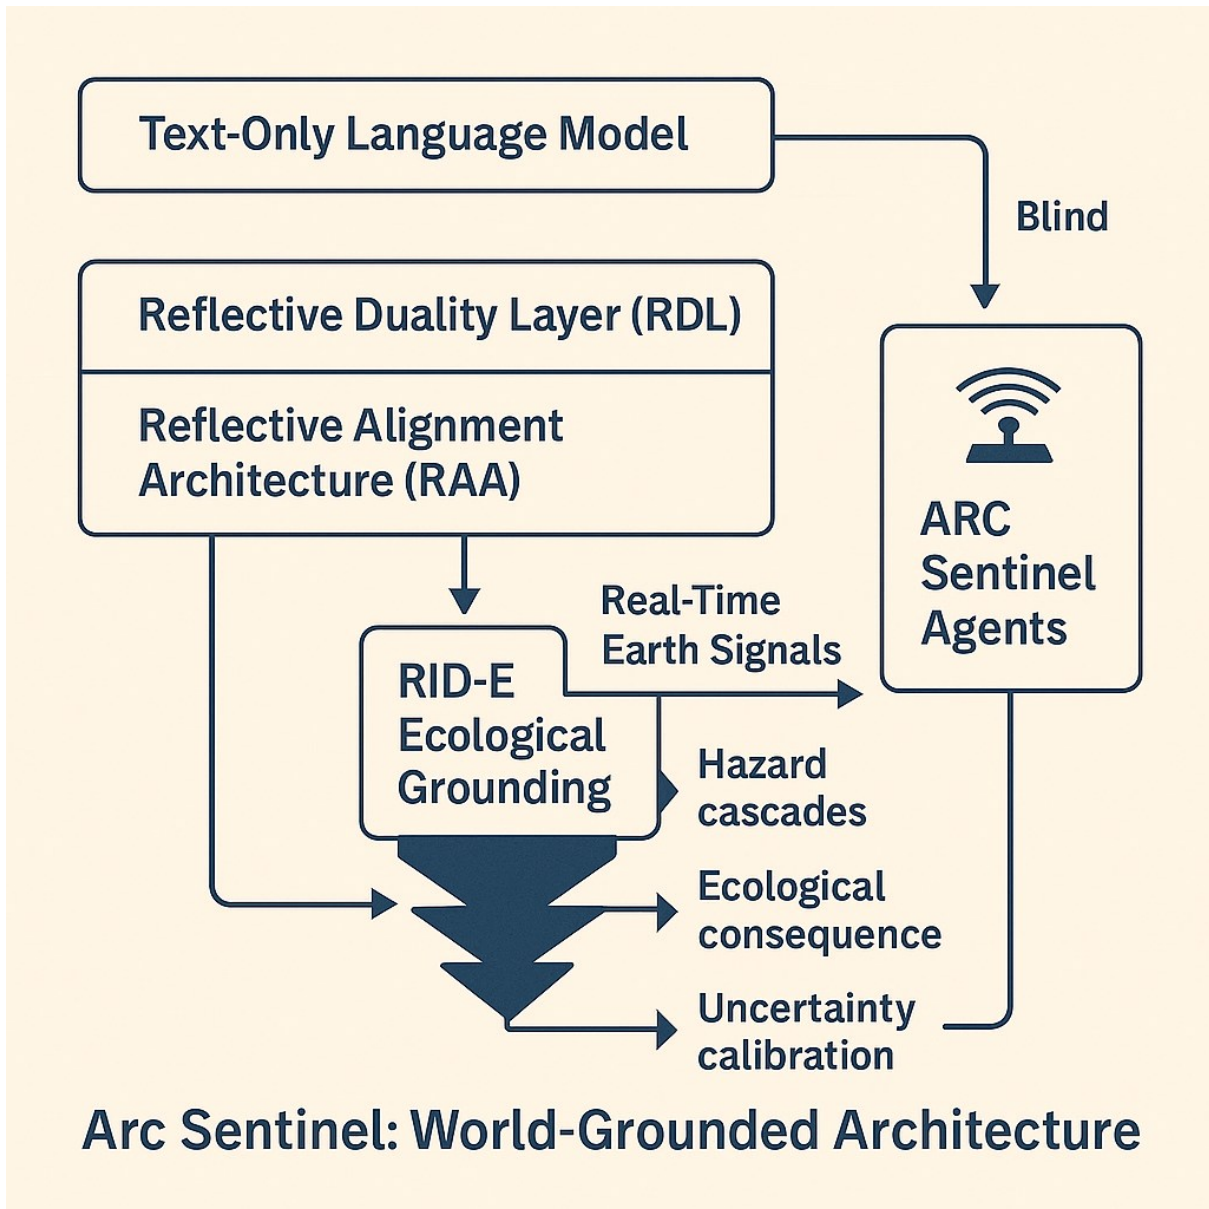 Text-Only Language Model
Blind
Reflective Duality Layer (RDL)
Reflective Alignment
Architecture (RAA)
ARC
Sentinel
Agents
Real-Time
Earth Signals
RID-E
Ecological
Grounding
Hazard
cascades
Ecological
consequence
Uncertainty
calibration
Arc Sentinel: World-Grounded Architecture